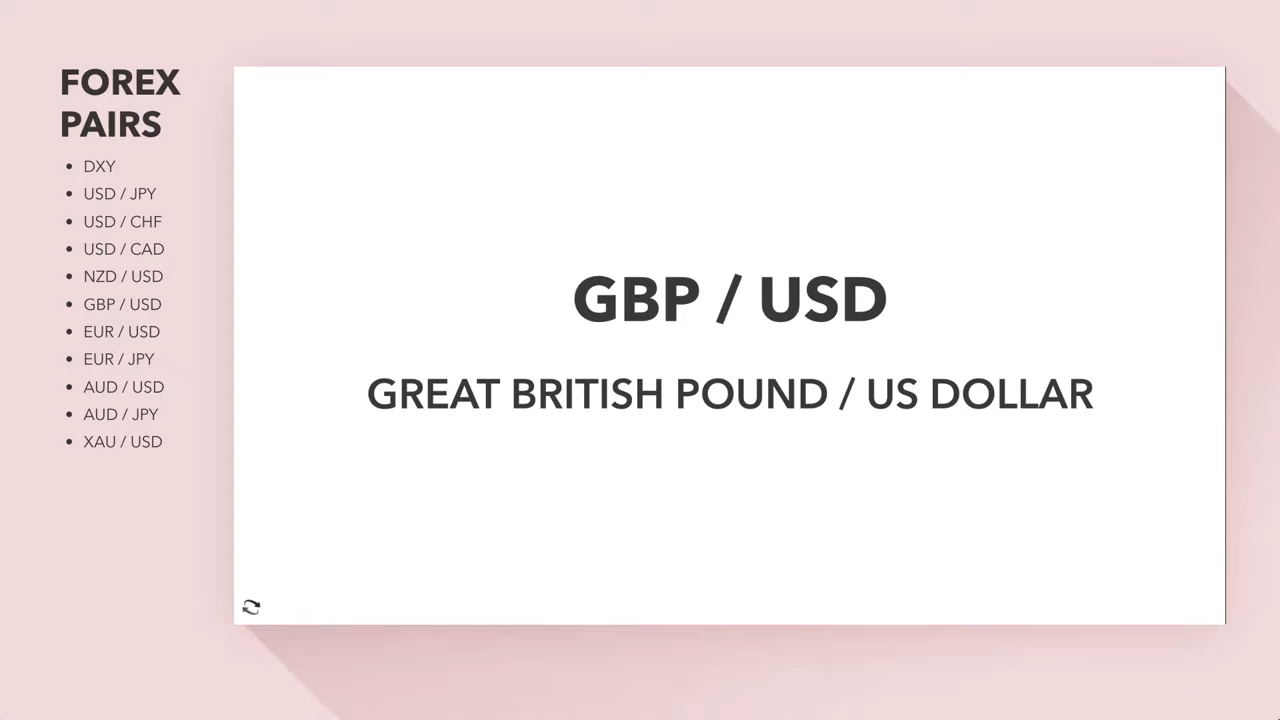 FOREX
PAIRS
• DXY
• USD / JPY
• USD / CHF
• USD / CAD
• NZD / USD
• GBP / USD
• EUR / USD
• EUR / JPY
• AUD / USD
• AUD / JPY
• XAU / USD
GBP / USD
GREAT BRITISH POUND / US DOLLAR